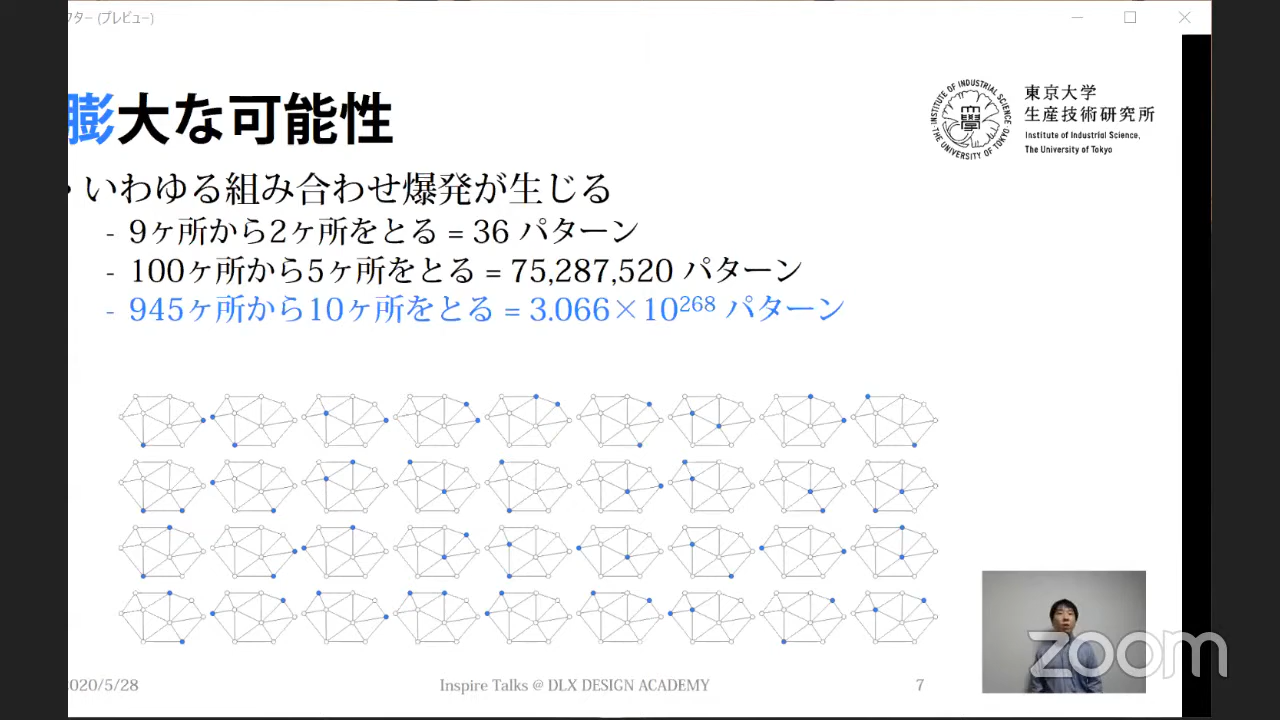 クター (プレビュー)
膨大な可能性
INSTITUTE OF INDUSTRIAL SCIENCE, THE UNIVERSITY OF TOKYO
東京大学
生産技術研究所
Institute of Industrial Science,
The University of Tokyo
・いわゆる組み合わせ爆発が生じる
- 9ヶ所から2ヶ所をとる = 36 パターン
- 100ヶ所から5ヶ所をとる = 75,287,520 パターン
- 945ヶ所から10ヶ所をとる = 3.066×10²⁶⁸ パターン
zoom
2020/5/28
Inspire Talks @ DLX DESIGN ACADEMY
7